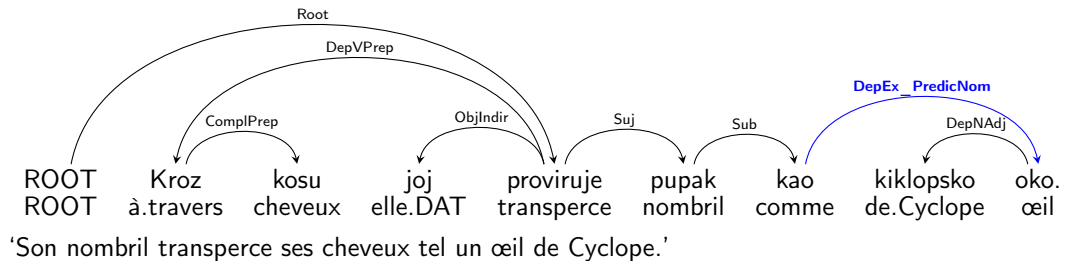 Root
DepVPrep
DepEx_PredicNom
ComplPrep ObjIndir Suj Sub DepNAdj
ROOT Kroz kosu joj proviruje pupak kao kiklopsko oko.
ROOT à.travers cheveux elle.DAT transperce nombril comme de.Cyclope œil
‘Son nombril transperce ses cheveux tel un œil de Cyclope.’